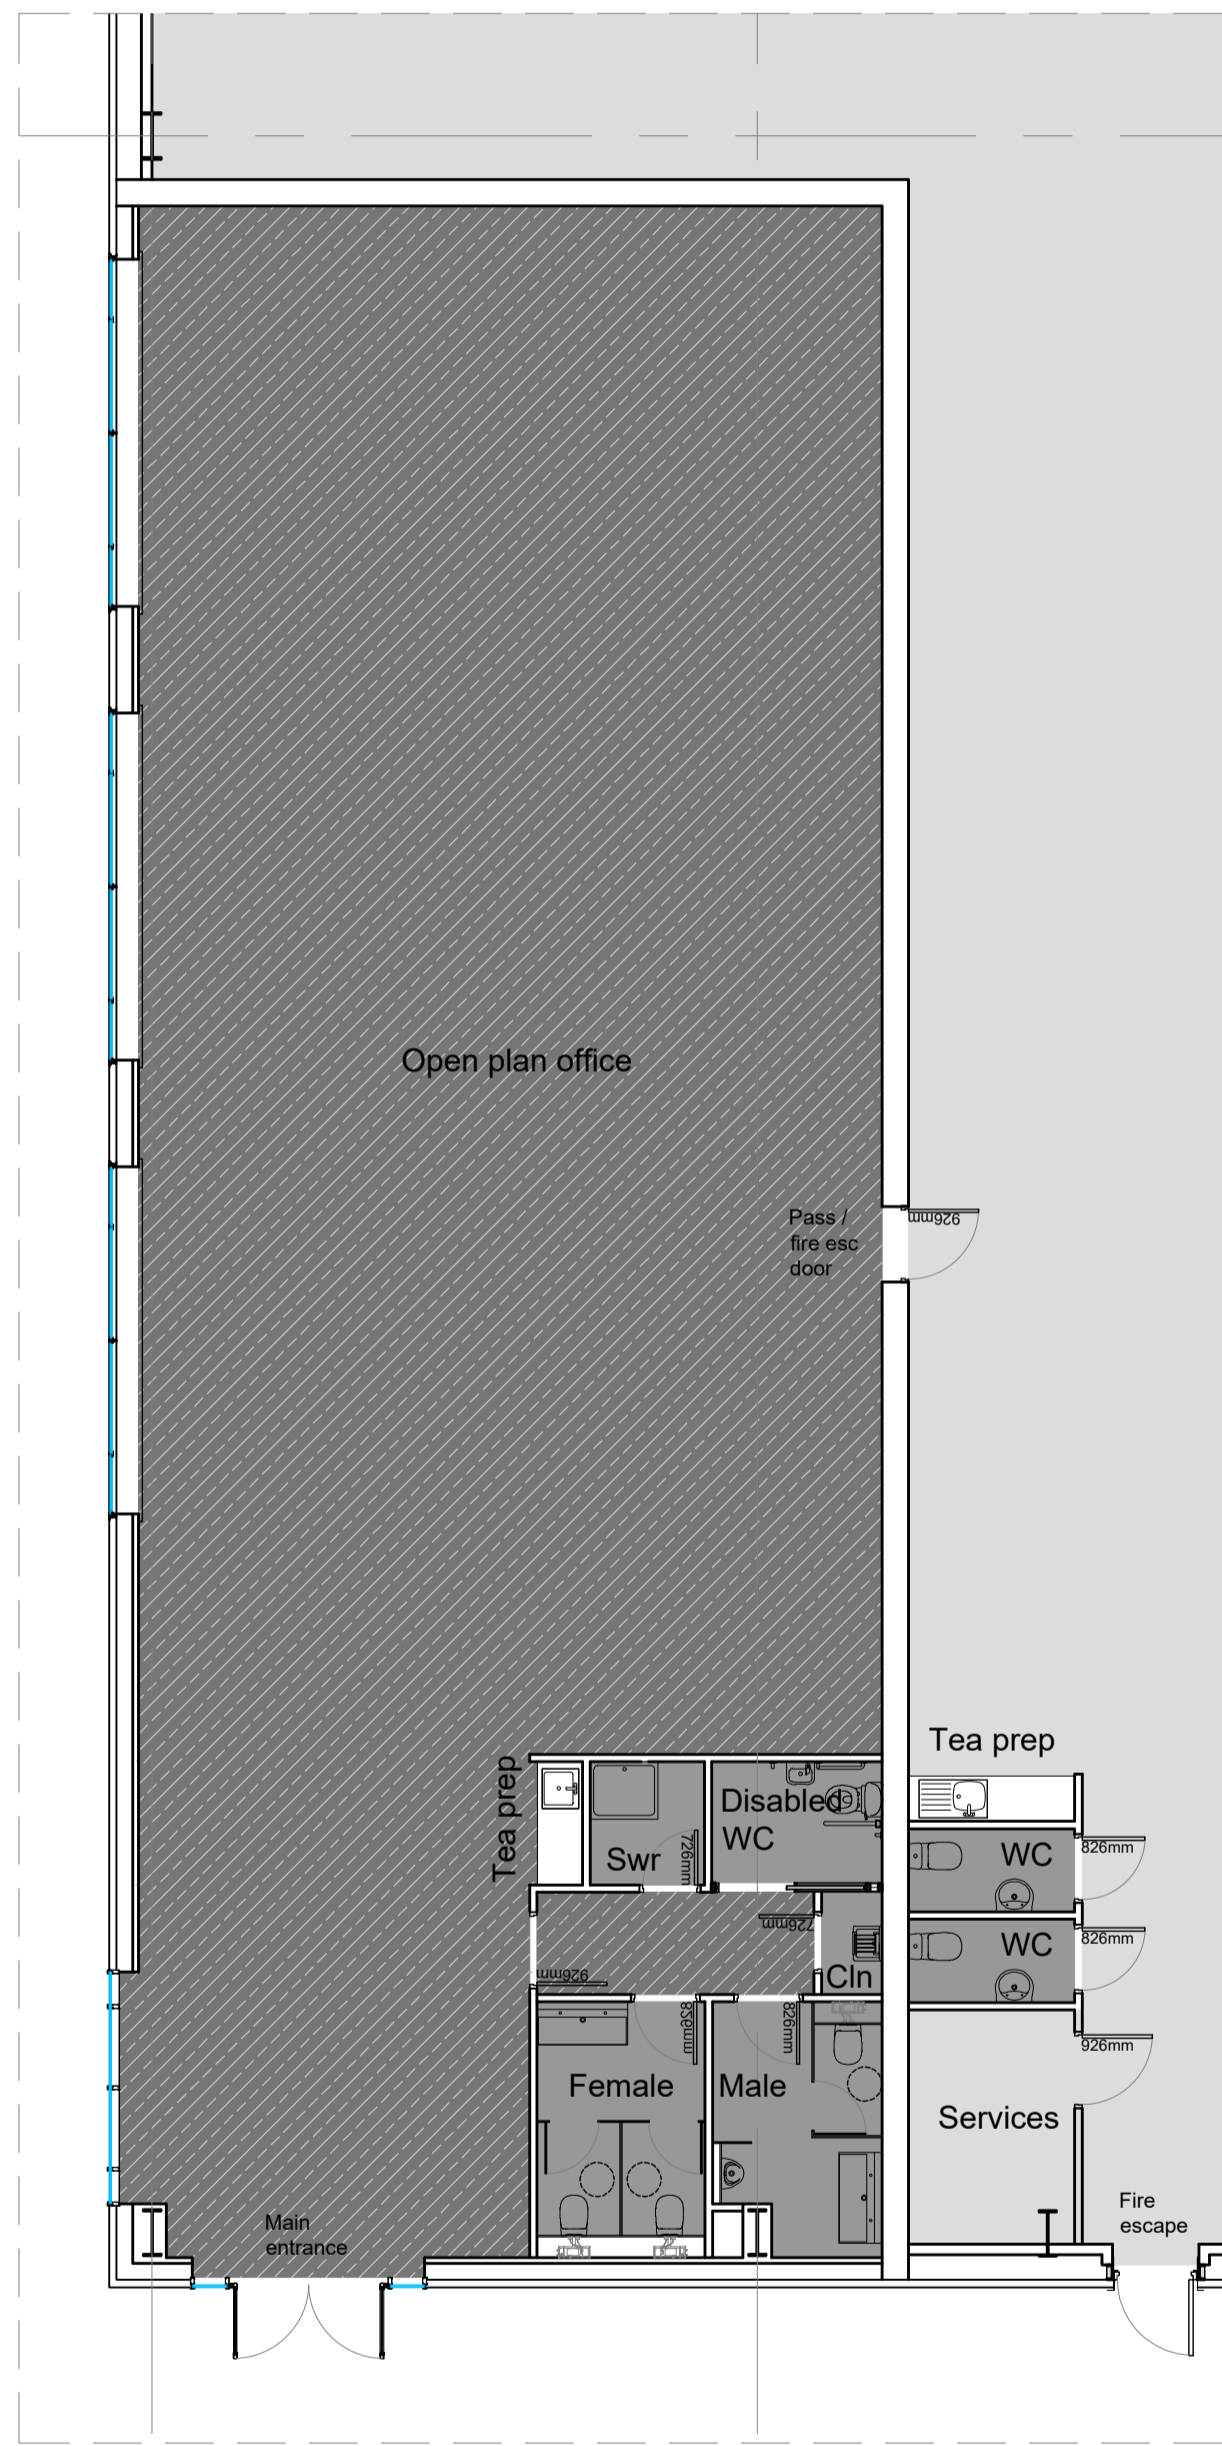 Open plan office
Pass /
fire esc
door
926mm
Tea prep
Tea prep
Swr
726mm
Disabled
WC
WC
826mm
726mm
Cln
926mm
WC
826mm
826mm
826mm
926mm
Female
Male
Services
Main
entrance
Fire
escape